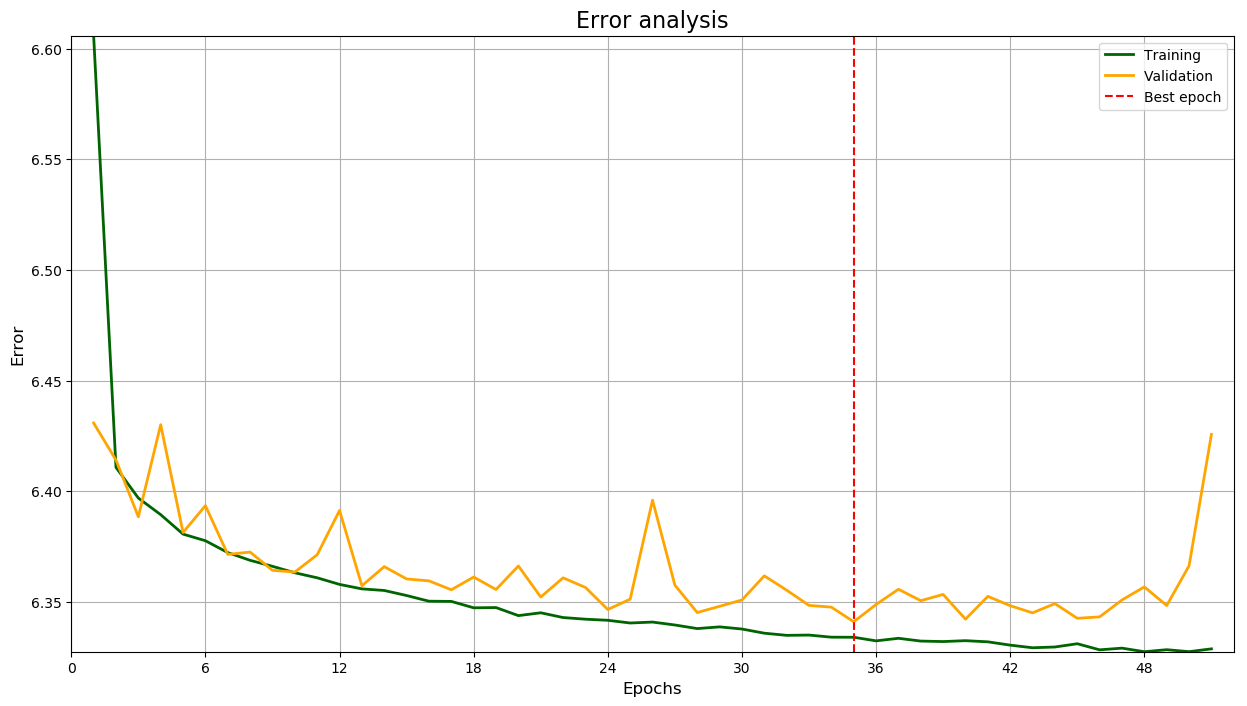 Error analysis
6.60
6.55
6.50
6.45
6.40
6.35
Error
0 6 12 18 24 30 36 42 48
Epochs
Training
Validation
Best epoch